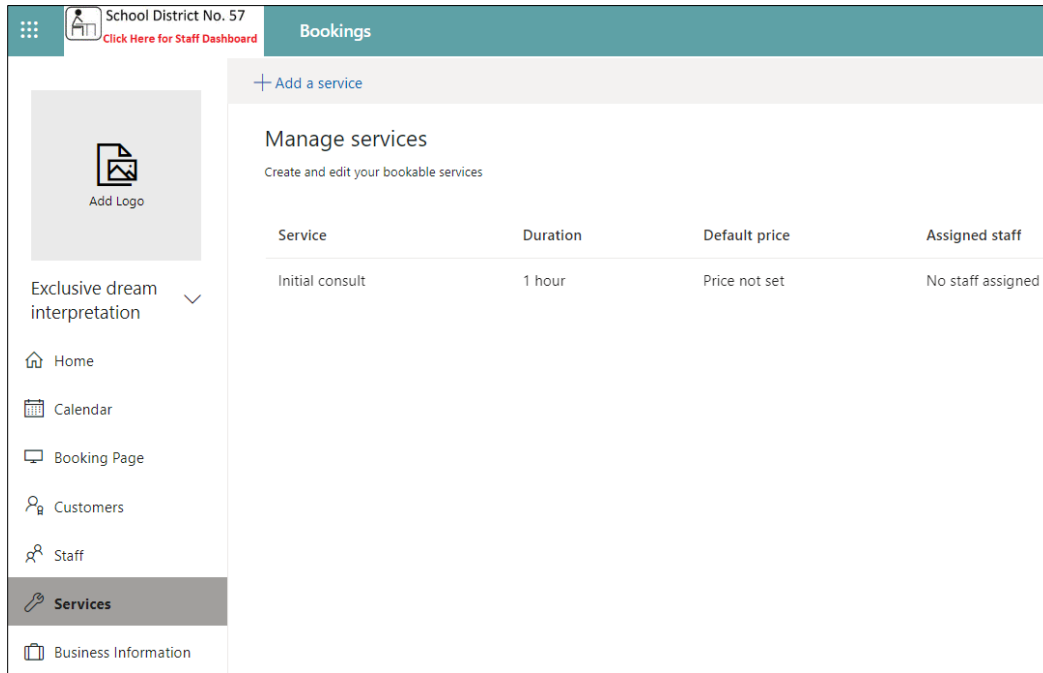 School District No. 57
Click Here for Staff Dashboard
Bookings
Add a service
Add Logo
Exclusive dream
interpretation
Home
Calendar
Booking Page
Customers
Staff
Services
Business Information
Manage services
Create and edit your bookable services
Service Duration Default price Assigned staff
Initial consult 1 hour Price not set No staff assigned